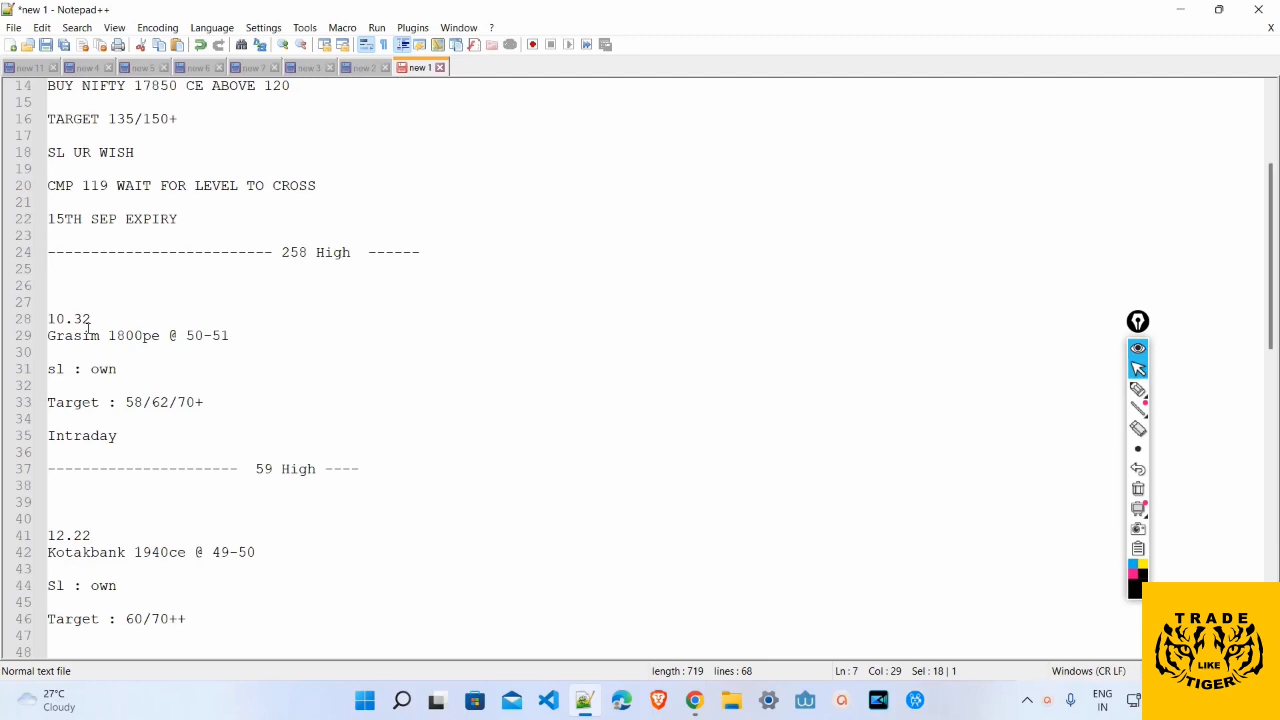 *new 1 - Notepad++
File Edit Search View Encoding Language Settings Tools Macro Run Plugins Window ?
X
new 11 new 4 new 5 new 6 new 7 new 3 new 2 new 1
14 BUY NIFTY 17850 CE ABOVE 120
15
16 TARGET 135/150+
17
18 SL UR WISH
19
20 CMP 119 WAIT FOR LEVEL TO CROSS
21
22 15TH SEP EXPIRY
23
24 -------------------------- 258 High ------
25
26
27
28 10.32
29 Grasim 1800pe @ 50-51
30
31 sl : own
32
33 Target : 58/62/70+
34
35 Intraday
36
37 ---------------------- 59 High ----
38
39
40
41 12.22
42 Kotakbank 1940ce @ 49-50
43
44 Sl : own
45
46 Target : 60/70++
47
48
TRADE
LIKE
TIGER
Normal text file length : 719 lines : 68 Ln : 7 Col : 29 Sel : 18 | 1 Windows (CR LF)
27°C
Cloudy
ENG
IN